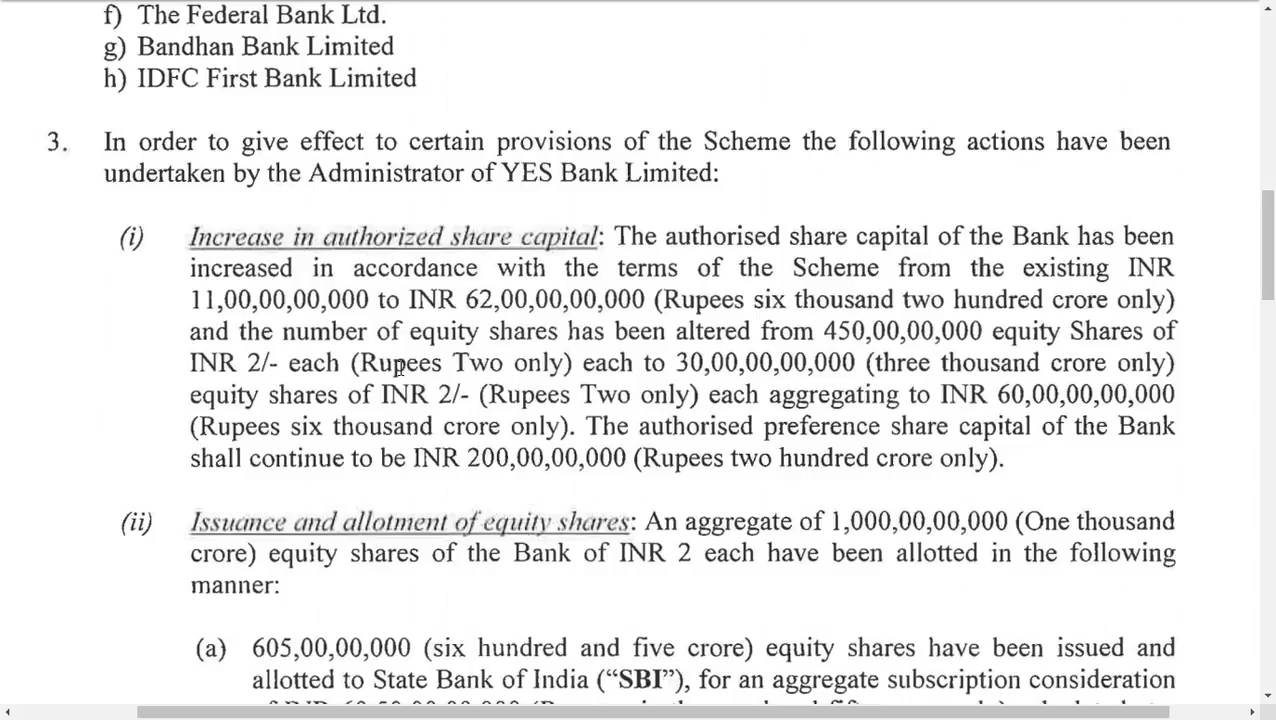 f) The Federal Bank Ltd.
g) Bandhan Bank Limited
h) IDFC First Bank Limited
3. In order to give effect to certain provisions of the Scheme the following actions have been
undertaken by the Administrator of YES Bank Limited:
(i) Increase in authorized share capital: The authorised share capital of the Bank has been
increased in accordance with the terms of the Scheme from the existing INR
11,00,00,00,000 to INR 62,00,00,00,000 (Rupees six thousand two hundred crore only)
and the number of equity shares has been altered from 450,00,00,000 equity Shares of
INR 2/- each (Rupees Two only) each to 30,00,00,00,000 (three thousand crore only)
equity shares of INR 2/- (Rupees Two only) each aggregating to INR 60,00,00,00,000
(Rupees six thousand crore only). The authorised preference share capital of the Bank
shall continue to be INR 200,00,00,000 (Rupees two hundred crore only).
(ii) Issuance and allotment of equity shares: An aggregate of 1,000,00,00,000 (One thousand
crore) equity shares of the Bank of INR 2 each have been allotted in the following
manner:
(a) 605,00,00,000 (six hundred and five crore) equity shares have been issued and
allotted to State Bank of India (“SBI”), for an aggregate subscription consideration